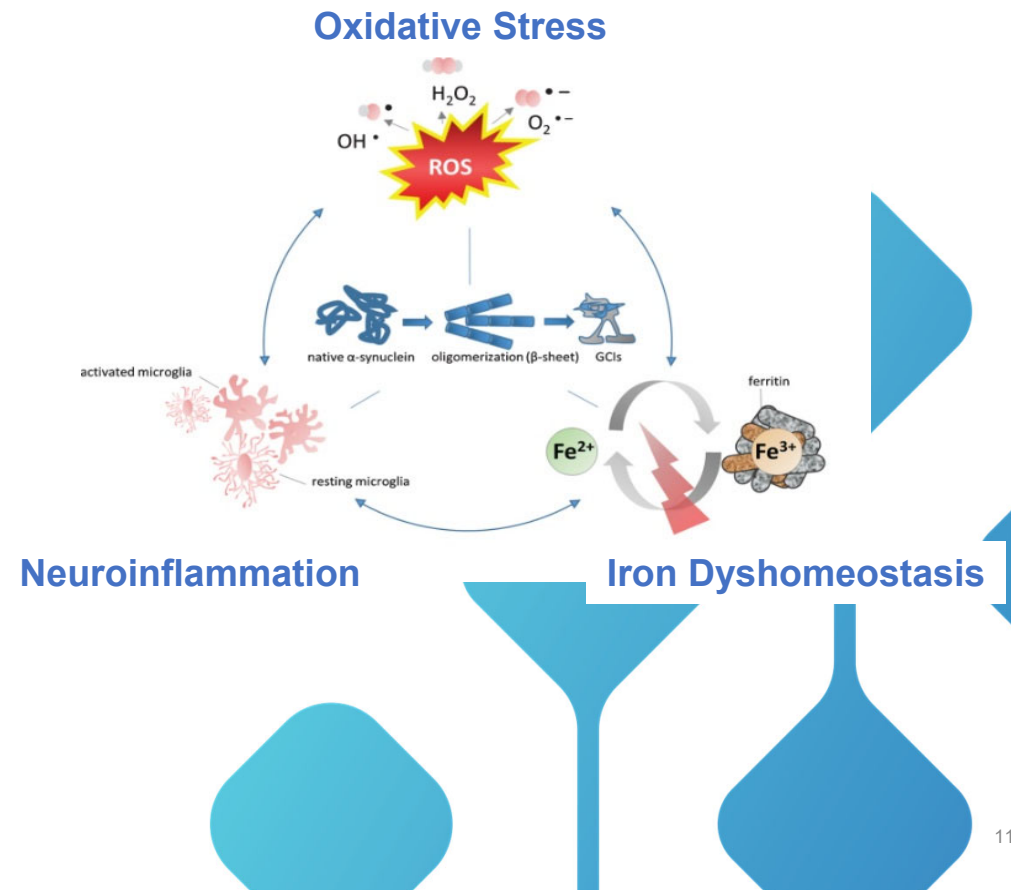 Oxidative Stress
H₂O₂
OH •
• –
O₂ •–
ROS
native α-synuclein
oligomerization (β-sheet)
GCIs
activated microglia
ferritin
Fe²⁺
Fe³⁺
resting microglia
Neuroinflammation
Iron Dyshomeostasis
11